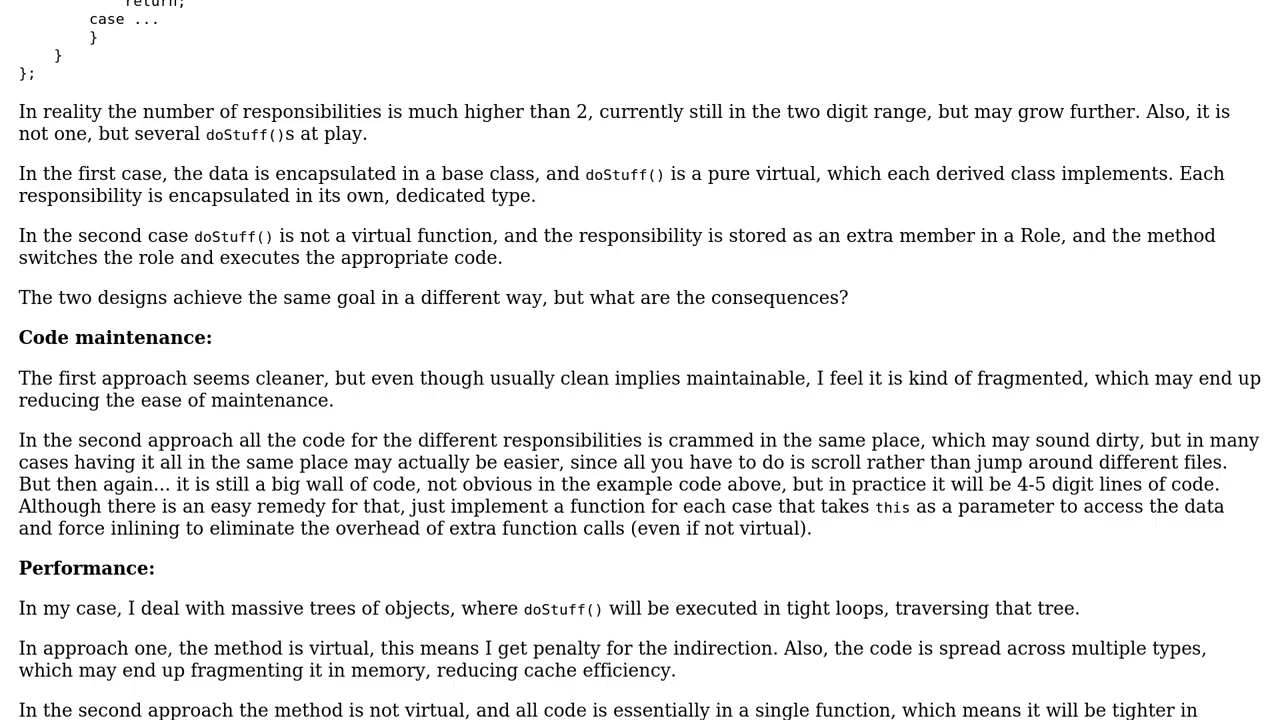 return;
case ...
}
}
};
In reality the number of responsibilities is much higher than 2, currently still in the two digit range, but may grow further. Also, it is
not one, but several doStuff()s at play.
In the first case, the data is encapsulated in a base class, and doStuff() is a pure virtual, which each derived class implements. Each
responsibility is encapsulated in its own, dedicated type.
In the second case doStuff() is not a virtual function, and the responsibility is stored as an extra member in a Role, and the method
switches the role and executes the appropriate code.
The two designs achieve the same goal in a different way, but what are the consequences?
Code maintenance:
The first approach seems cleaner, but even though usually clean implies maintainable, I feel it is kind of fragmented, which may end up
reducing the ease of maintenance.
In the second approach all the code for the different responsibilities is crammed in the same place, which may sound dirty, but in many
cases having it all in the same place may actually be easier, since all you have to do is scroll rather than jump around different files.
But then again... it is still a big wall of code, not obvious in the example code above, but in practice it will be 4-5 digit lines of code.
Although there is an easy remedy for that, just implement a function for each case that takes this as a parameter to access the data
and force inlining to eliminate the overhead of extra function calls (even if not virtual).
Performance:
In my case, I deal with massive trees of objects, where doStuff() will be executed in tight loops, traversing that tree.
In approach one, the method is virtual, this means I get penalty for the indirection. Also, the code is spread across multiple types,
which may end up fragmenting it in memory, reducing cache efficiency.
In the second approach the method is not virtual, and all code is essentially in a single function, which means it will be tighter in